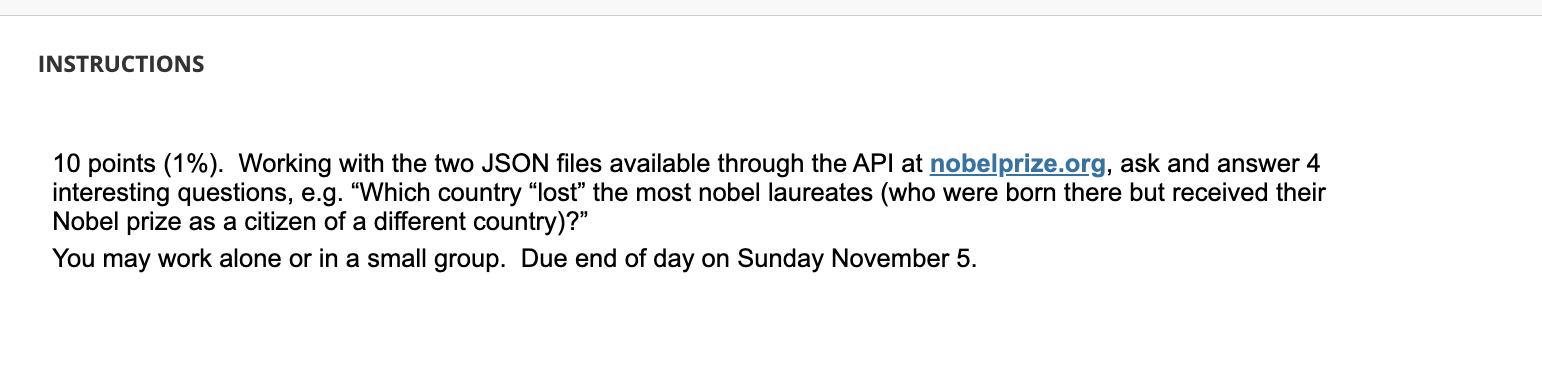 INSTRUCTIONS
10 points (1%).  Working with the two JSON files available through the API at nobelprize.org, ask and answer 4
interesting questions, e.g. “Which country “lost” the most nobel laureates (who were born there but received their
Nobel prize as a citizen of a different country)?”
You may work alone or in a small group.  Due end of day on Sunday November 5.